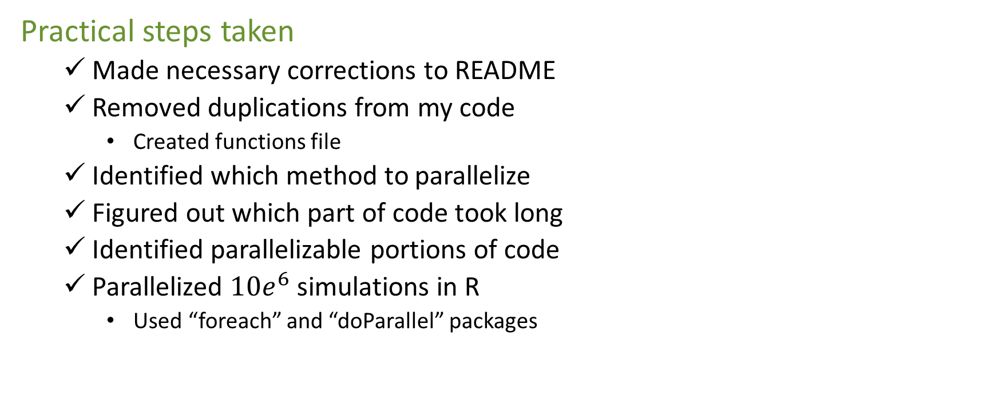 Practical steps taken
✓ Made necessary corrections to README
✓ Removed duplications from my code
• Created functions file
✓ Identified which method to parallelize
✓ Figured out which part of code took long
✓ Identified parallelizable portions of code
✓ Parallelized 10e⁶ simulations in R
• Used “foreach” and “doParallel” packages